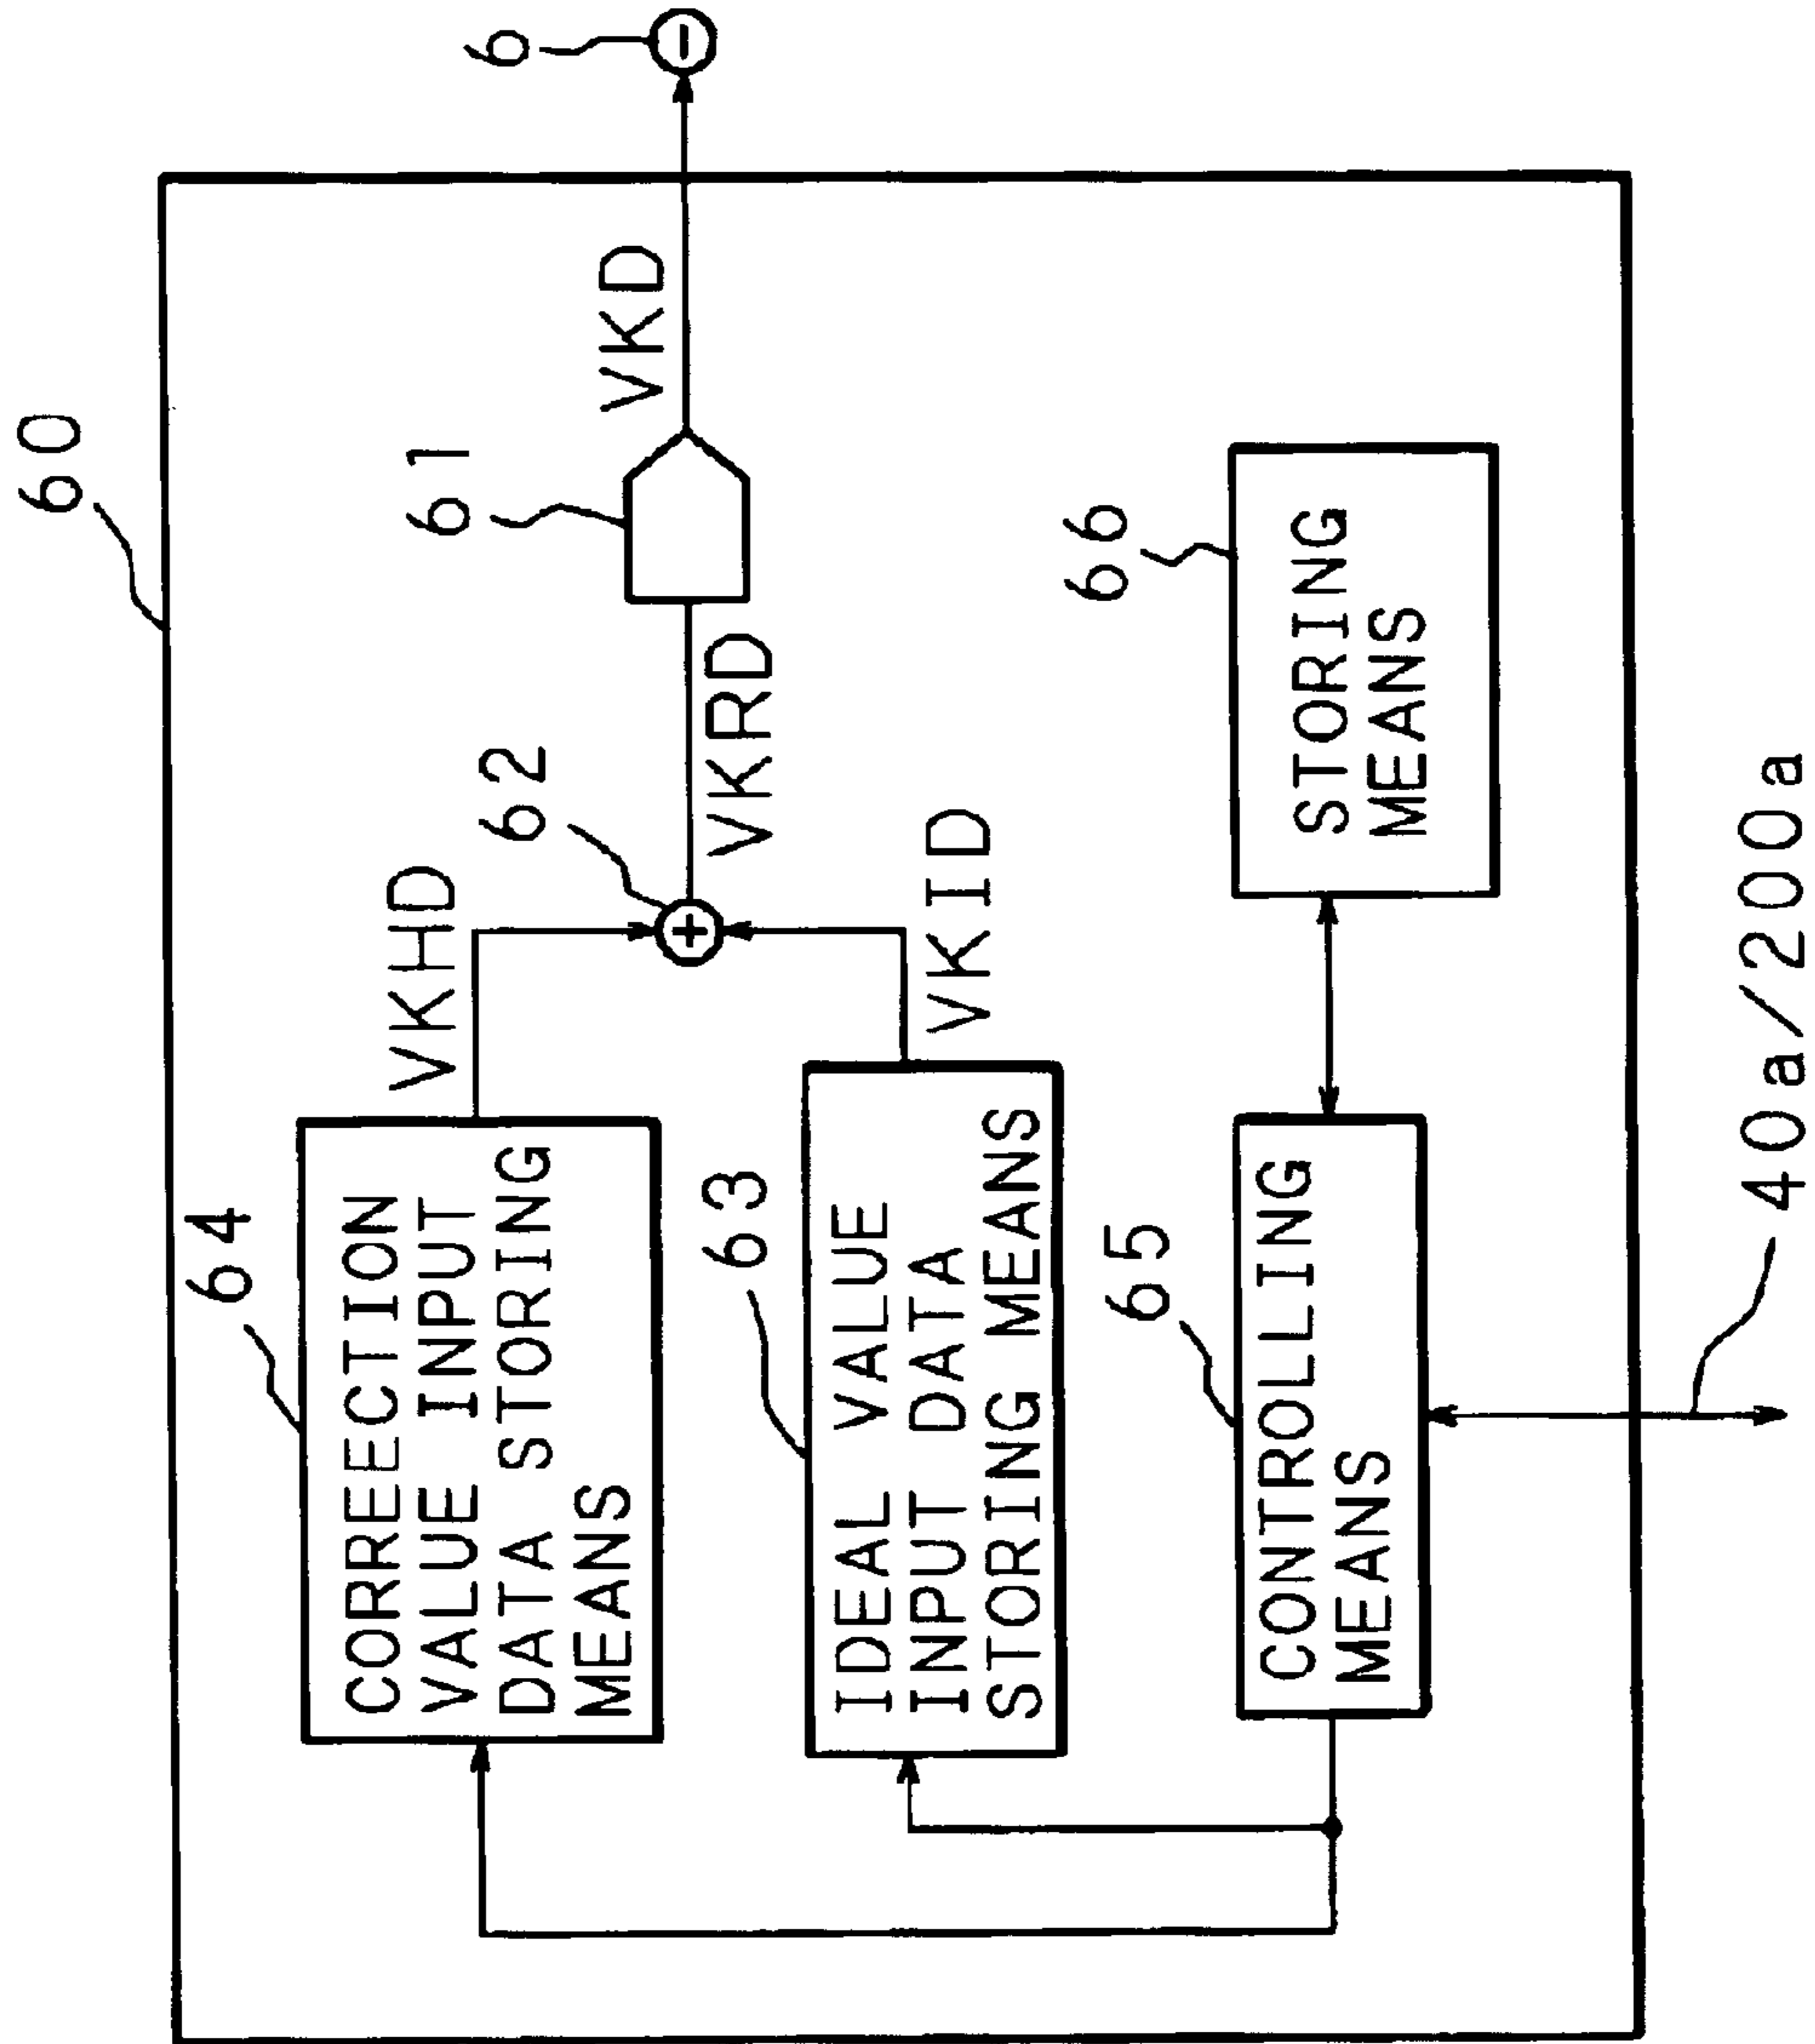 60
64
CORRECTION
VALUE INPUT
DATA STORING
MEANS
VKHD
62
+
VKRD
61
VKD
6
−
63
IDEAL VALUE
INPUT DATA
STORING MEANS
VKID
65
CONTROLLING
MEANS
66
STORING
MEANS
40a/200a